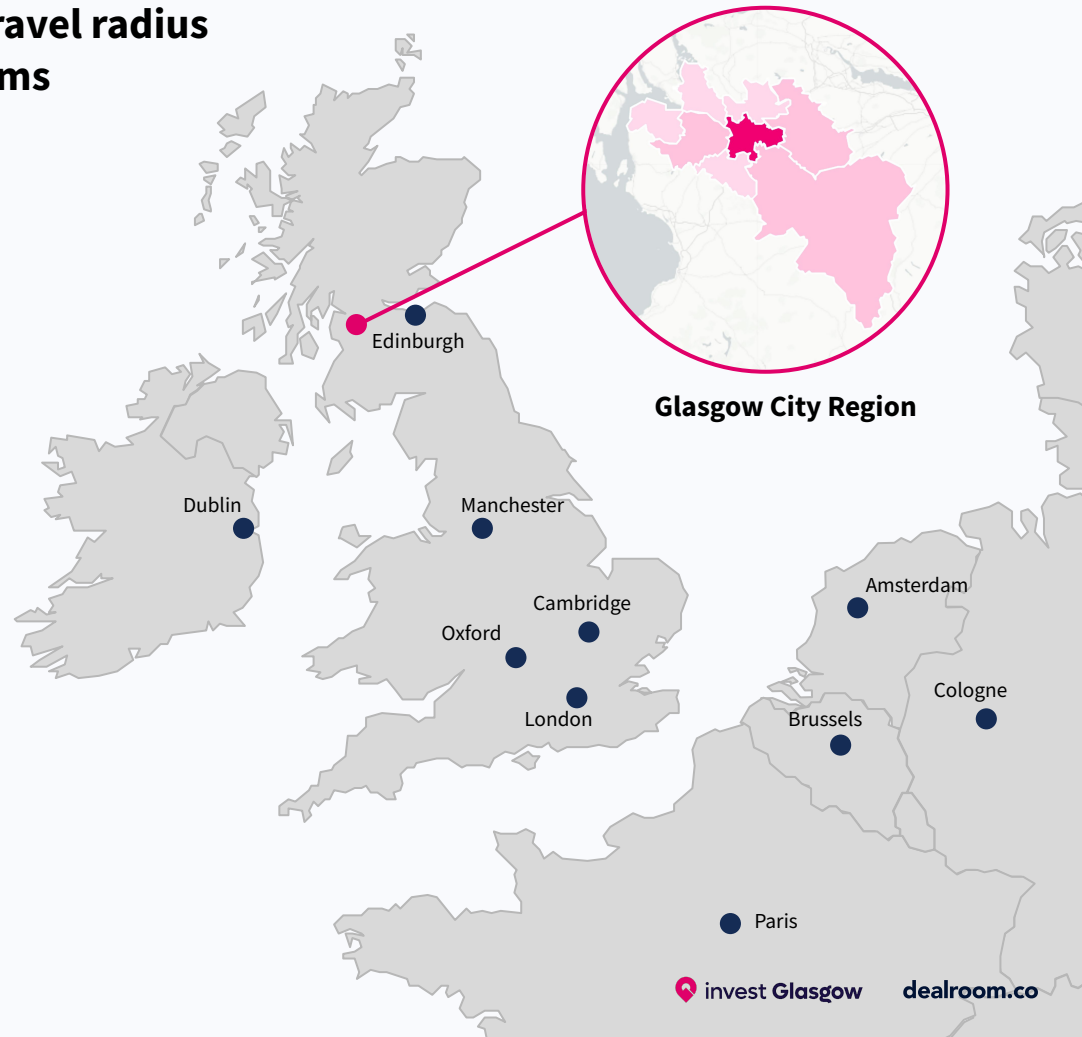 ravel radius
ms
Edinburgh
Glasgow City Region
Dublin
Manchester
Amsterdam
Cambridge
Oxford
Cologne
London
Brussels
Paris
invest Glasgow
dealroom.co